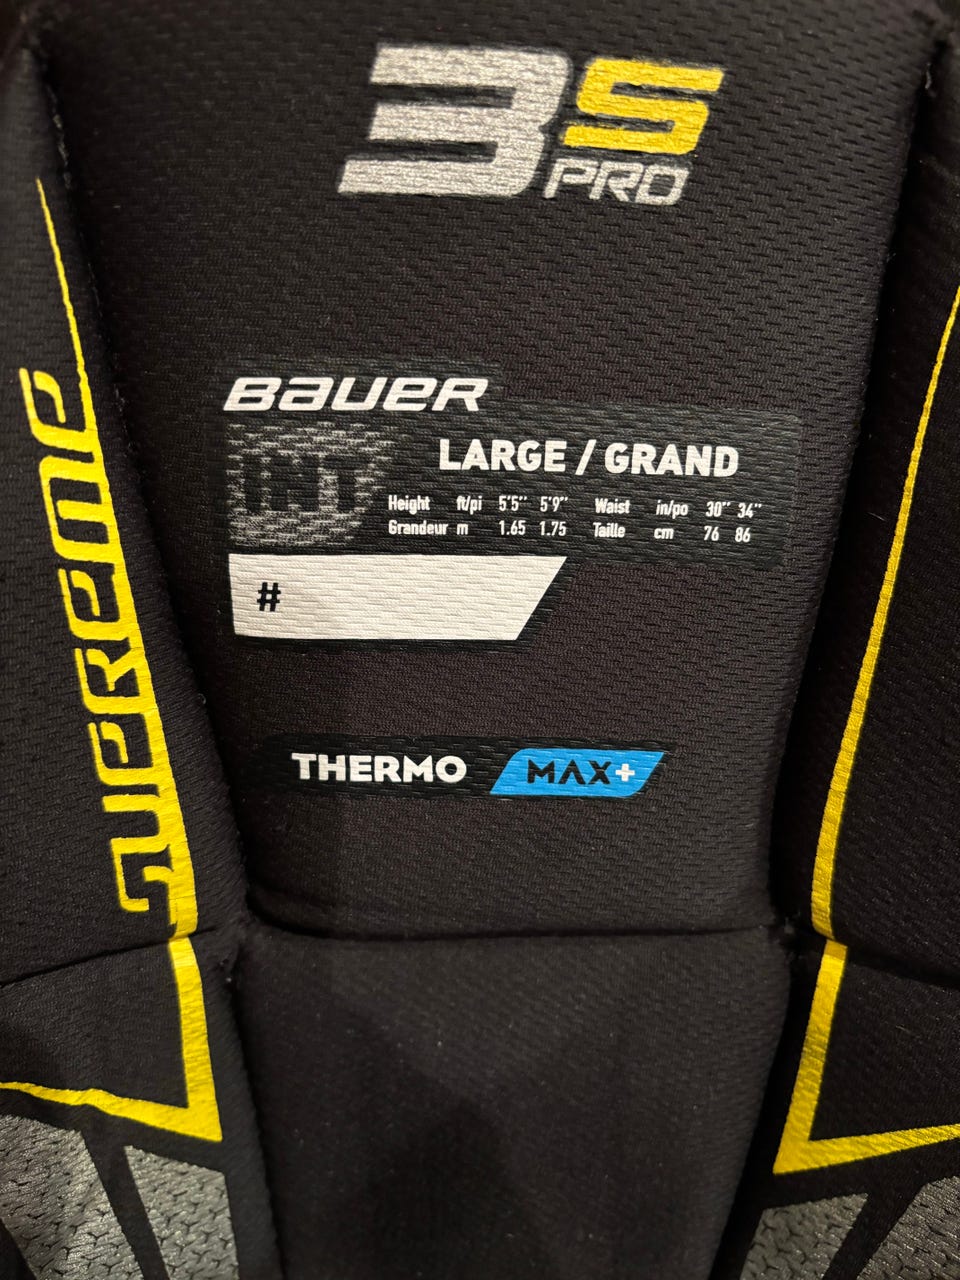 3S
PRO
SUPREME
BAUER
INT
LARGE / GRAND
Height ft/pi 5'5'' 5'9'' Waist in/po 30'' 34''
Grandeur m 1.65 1.75 Taille cm 76 86
#
THERMO MAX+